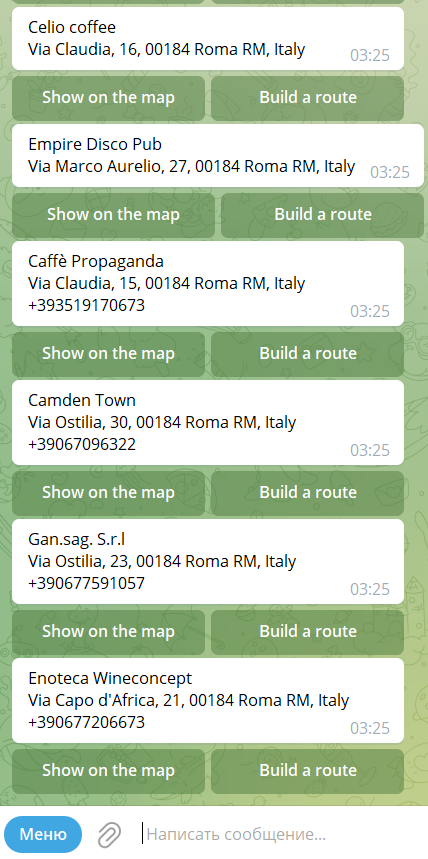 Celio coffee
Via Claudia, 16, 00184 Roma RM, Italy
03:25
Show on the map
Build a route
Empire Disco Pub
Via Marco Aurelio, 27, 00184 Roma RM, Italy
03:25
Show on the map
Build a route
Caffè Propaganda
Via Claudia, 15, 00184 Roma RM, Italy
+393519170673
03:25
Show on the map
Build a route
Camden Town
Via Ostilia, 30, 00184 Roma RM, Italy
+39067096322
03:25
Show on the map
Build a route
Gan.sag. S.r.l
Via Ostilia, 23, 00184 Roma RM, Italy
+390677591057
03:25
Show on the map
Build a route
Enoteca Wineconcept
Via Capo d'Africa, 21, 00184 Roma RM, Italy
+390677206673
03:25
Show on the map
Build a route
Меню
Написать сообщение...